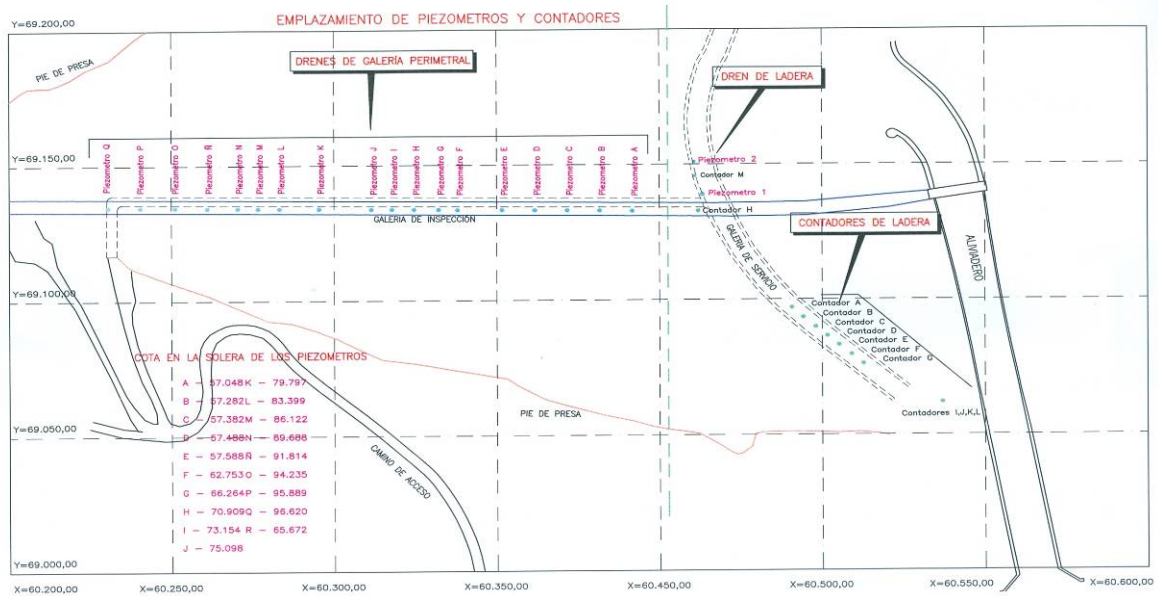 EMPLAZAMIENTO DE PIEZOMETROS Y CONTADORES
Y=69.200,00
PIE DE PRESA
DRENES DE GALERÍA PERIMETRAL
DREN DE LADERA
Y=69.150,00
Piezometro Q
Piezometro P
Piezometro O
Piezometro Ñ
Piezometro N
Piezometro M
Piezometro L
Piezometro K
Piezometro J
Piezometro I
Piezometro H
Piezometro G
Piezometro F
Piezometro E
Piezometro D
Piezometro C
Piezometro B
Piezometro A
Piezometro 2
Contador M
Piezometro 1
Contador H
GALERIA DE INSPECCIÓN
CONTADORES DE LADERA
GALERIA DE SERVICIO
ALIVIADERO
Y=69.100,00
Contador A
Contador B
Contador C
Contador D
Contador E
Contador F
Contador G
Contadores I,J,K,L
COTA EN LA SOLERA DE LOS PIEZOMETROS
A - 57.048 K - 79.797
B - 57.282 L - 83.399
C - 57.382 M - 86.122
D - 57.488 N - 89.688
E - 57.588 Ñ - 91.814
F - 62.753 O - 94.235
G - 66.264 P - 95.889
H - 70.909 Q - 96.620
I - 73.154 R - 65.672
J - 75.098
PIE DE PRESA
CAMINO DE ACCESO
Y=69.050,00
Y=69.000,00
X=60.200,00
X=60.250,00
X=60.300,00
X=60.350,00
X=60.450,00
X=60.500,00
X=60.550,00
X=60.600,00